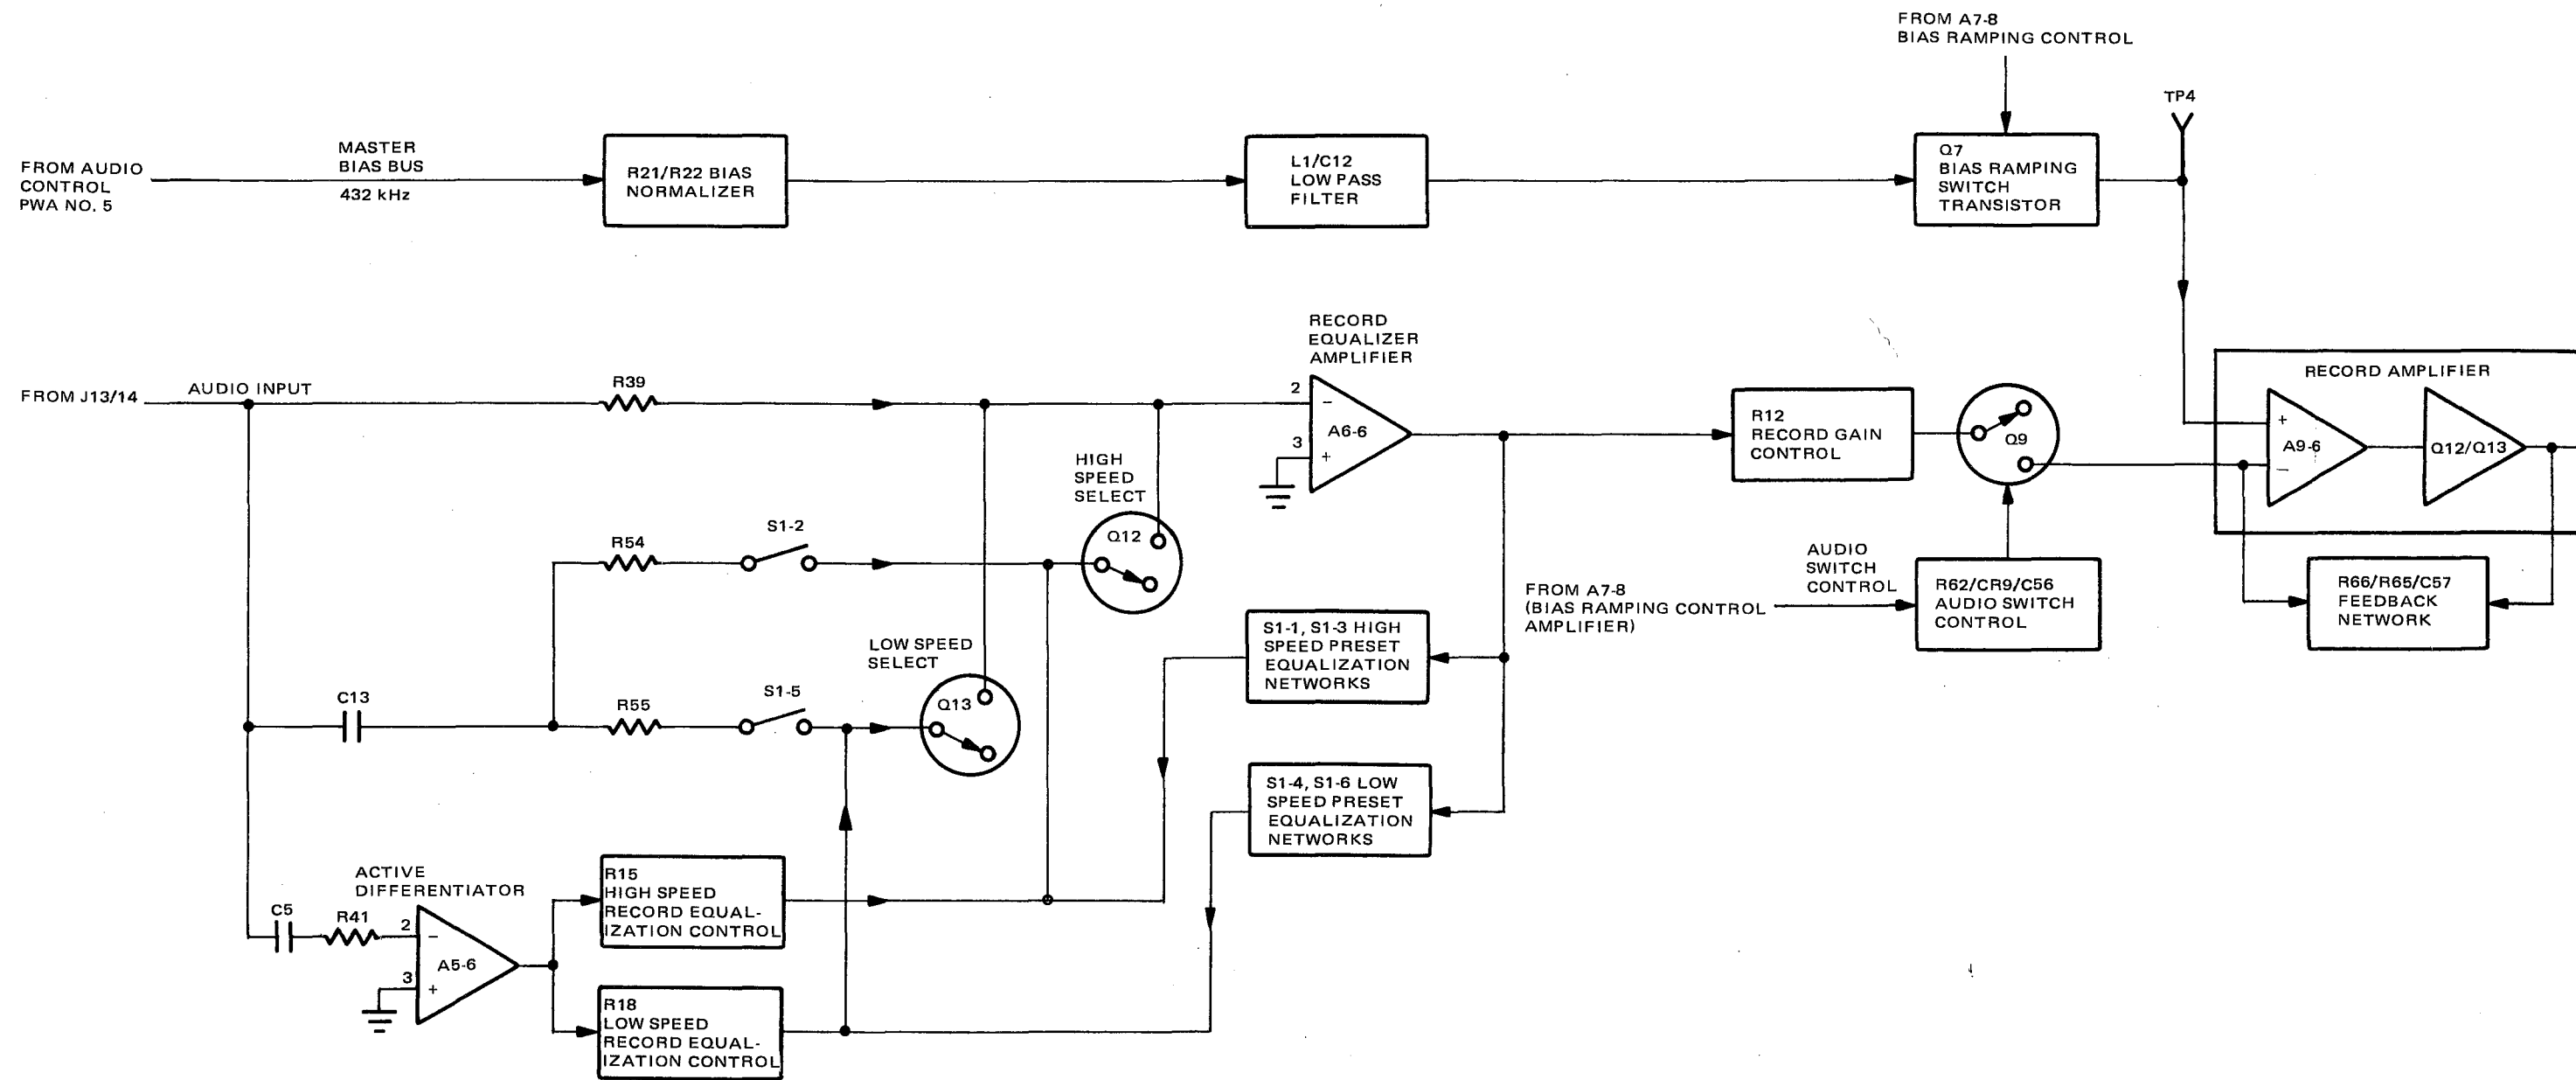 FROM A7-8
BIAS RAMPING CONTROL
TP4
FROM AUDIO
CONTROL
PWA NO. 5
MASTER
BIAS BUS
432 kHz
R21/R22 BIAS
NORMALIZER
L1/C12
LOW PASS
FILTER
Q7
BIAS RAMPING
SWITCH
TRANSISTOR
FROM J13/14
AUDIO INPUT
R39
RECORD
EQUALIZER
AMPLIFIER
2
−
A6-6
3
+
R12
RECORD GAIN
CONTROL
Q9
RECORD AMPLIFIER
+
A9-6
−
Q12/Q13
HIGH
SPEED
SELECT
Q12
R54
S1-2
AUDIO
SWITCH
CONTROL
FROM A7-8
(BIAS RAMPING CONTROL
AMPLIFIER)
R62/CR9/C56
AUDIO SWITCH
CONTROL
R66/R65/C57
FEEDBACK
NETWORK
S1-1, S1-3 HIGH
SPEED PRESET
EQUALIZATION
NETWORKS
LOW SPEED
SELECT
Q13
C13
R55
S1-5
S1-4, S1-6 LOW
SPEED PRESET
EQUALIZATION
NETWORKS
ACTIVE
DIFFERENTIATOR
C5
R41
2
−
A5-6
3
+
R15
HIGH SPEED
RECORD EQUAL-
IZATION CONTROL
R18
LOW SPEED
RECORD EQUAL-
IZATION CONTROL